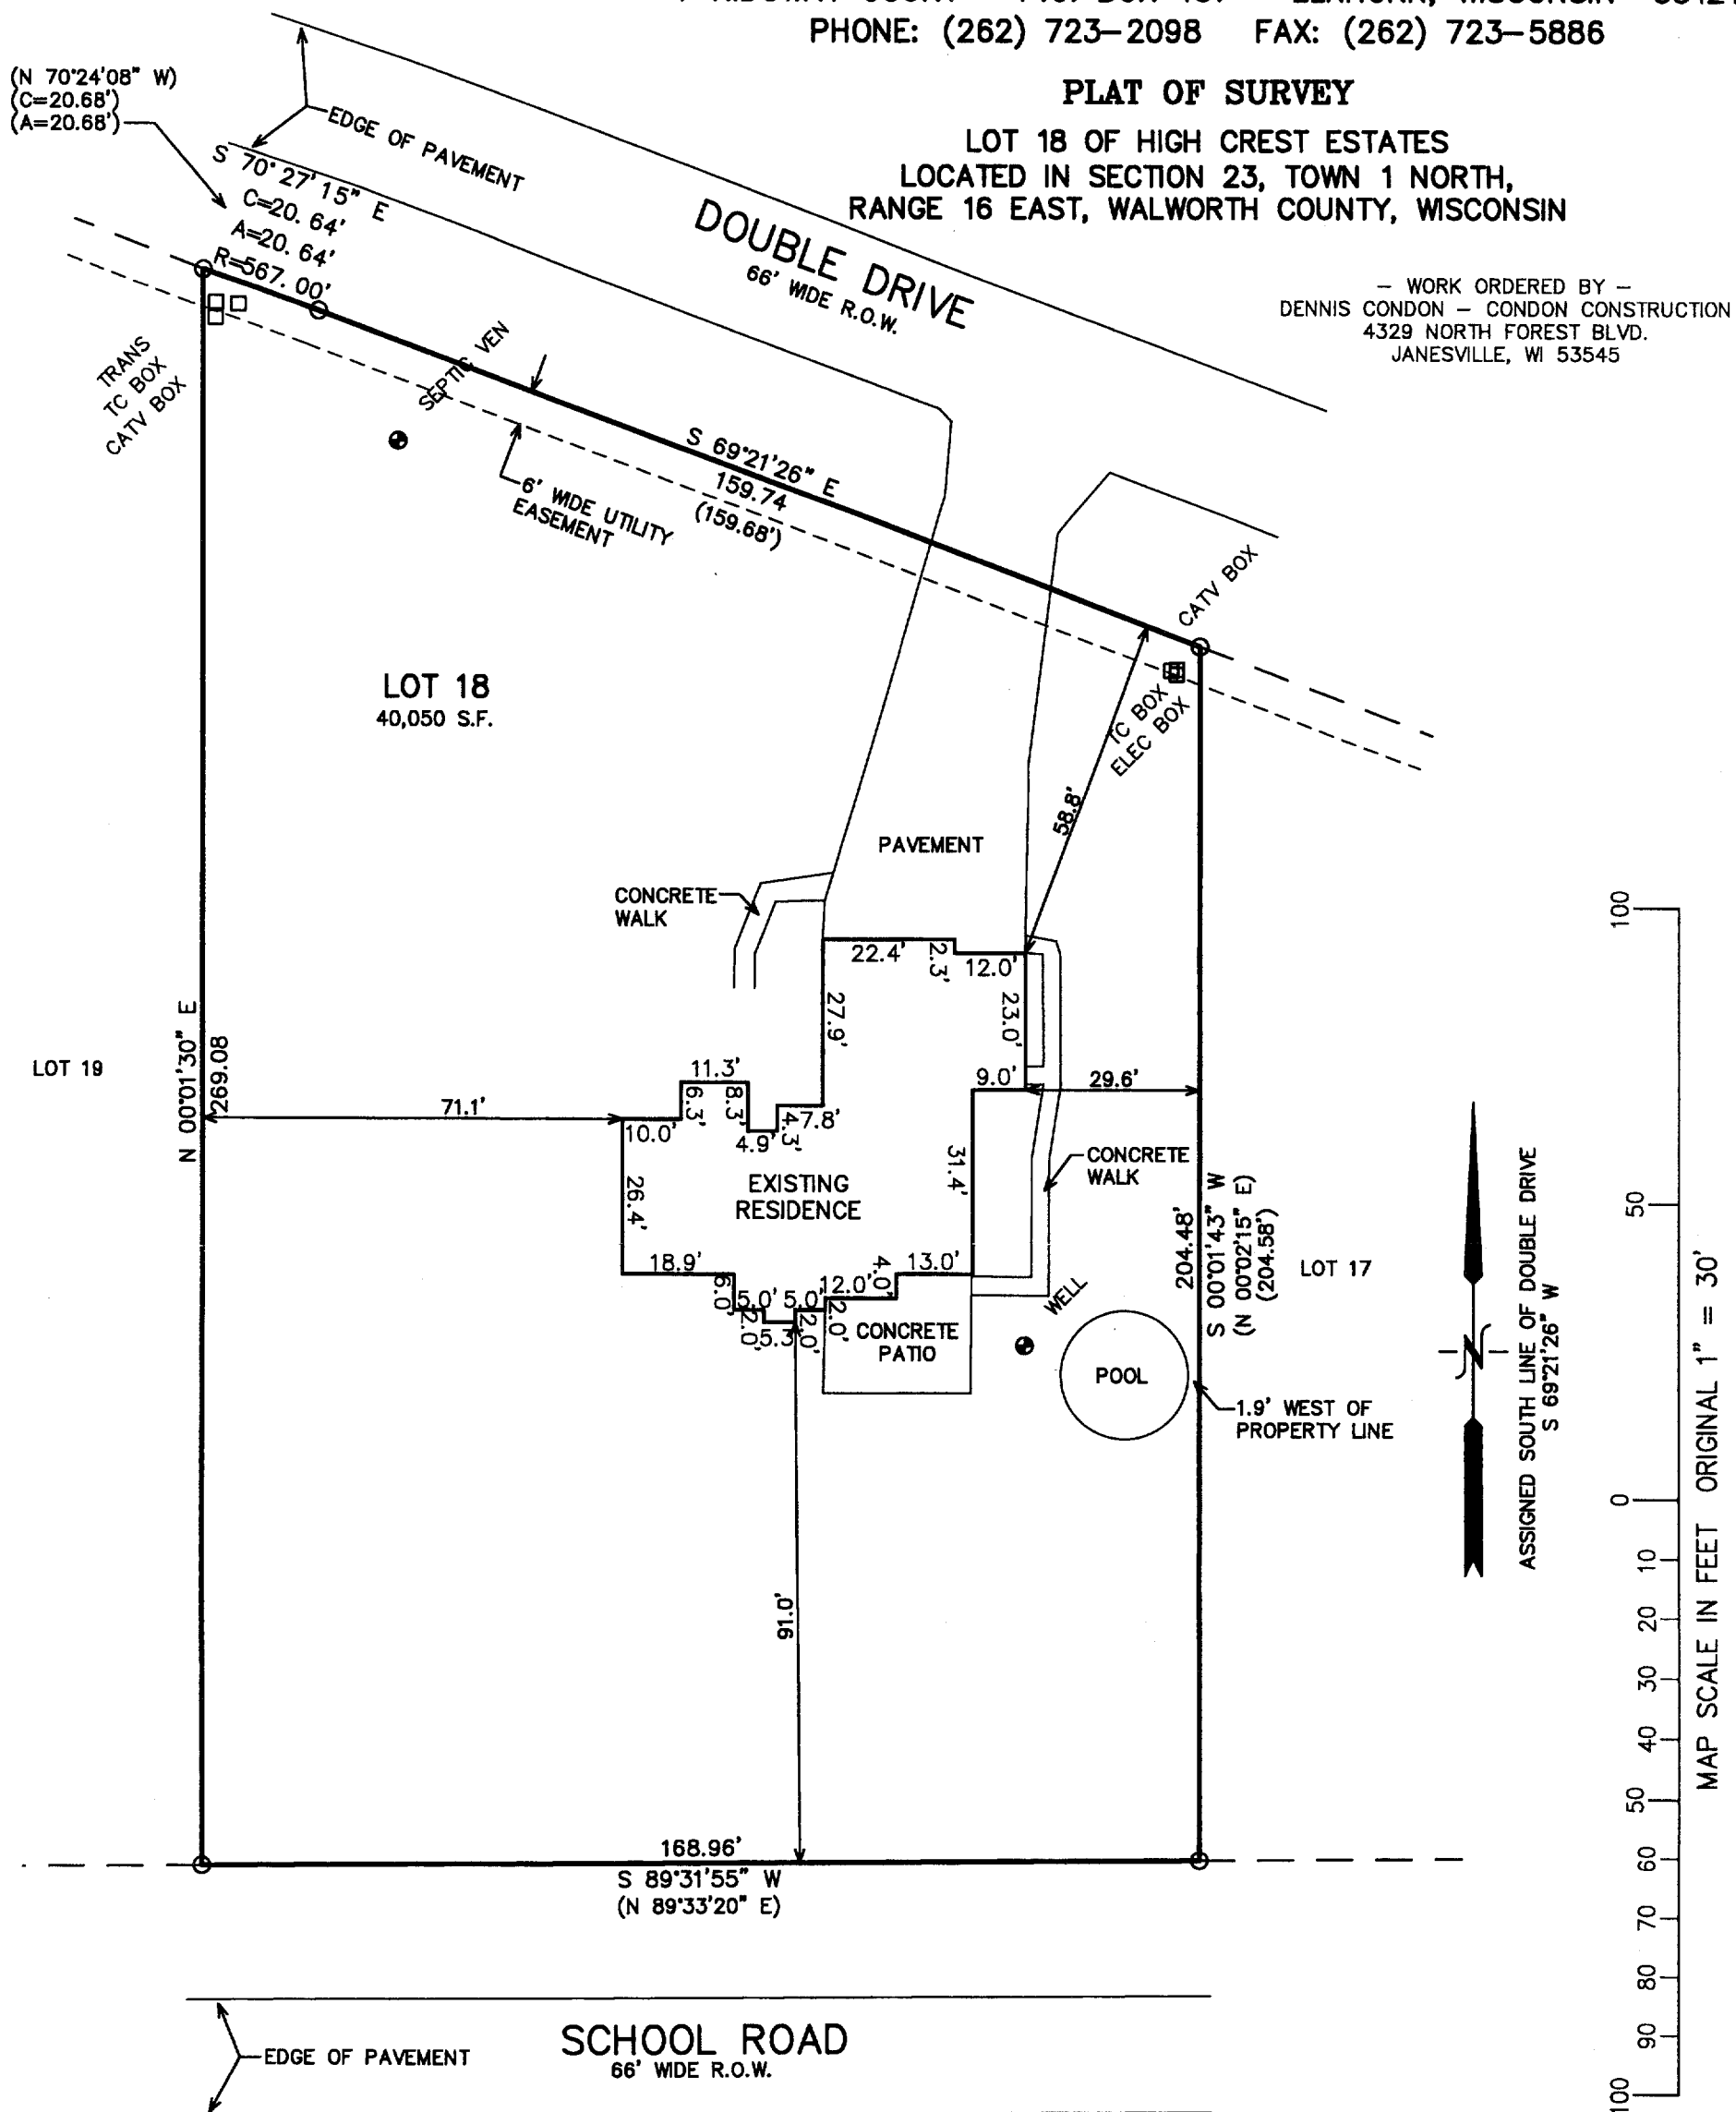 PHONE: (262) 723–2098 FAX: (262) 723–5886
PLAT OF SURVEY
LOT 18 OF HIGH CREST ESTATES
LOCATED IN SECTION 23, TOWN 1 NORTH,
RANGE 16 EAST, WALWORTH COUNTY, WISCONSIN
– WORK ORDERED BY –
DENNIS CONDON – CONDON CONSTRUCTION
4329 NORTH FOREST BLVD.
JANESVILLE, WI 53545
(N 70°24'08" W)
(C=20.68')
(A=20.68')
EDGE OF PAVEMENT
S 70°27'15" E
C=20.64'
A=20.64'
R=567.00'
DOUBLE DRIVE
66' WIDE R.O.W.
TRANS
TC BOX
CATV BOX
SEPTIC VEN
6' WIDE UTILITY
EASEMENT
S 69°21'26" E
159.74
(159.68')
CATV BOX
TC BOX
ELEC BOX
LOT 18
40,050 S.F.
58.8'
PAVEMENT
CONCRETE
WALK
22.4'
2.3'
12.0'
27.9'
23.0'
LOT 19
N 00°01'30" E
269.08
71.1'
11.3'
6.3'
8.3'
10.0'
4.9'
4.3'
7.8'
9.0'
29.6'
31.4'
26.4'
EXISTING
RESIDENCE
CONCRETE
WALK
204.48'
S 00°01'43" W
(N 00°02'15" E)
(204.58')
LOT 17
18.9'
6.0'
5.0'
2.0'
5.3'
5.0'
2.0'
12.0'
2.0'
4.0'
13.0'
CONCRETE
PATIO
WELL
POOL
1.9' WEST OF
PROPERTY LINE
91.0'
168.96'
S 89°31'55" W
(N 89°33'20" E)
N
ASSIGNED SOUTH LINE OF DOUBLE DRIVE
S 69°21'26" W
100
50
0
10
20
30
40
50
60
70
80
90
100
MAP SCALE IN FEET ORIGINAL 1" = 30'
EDGE OF PAVEMENT
SCHOOL ROAD
66' WIDE R.O.W.